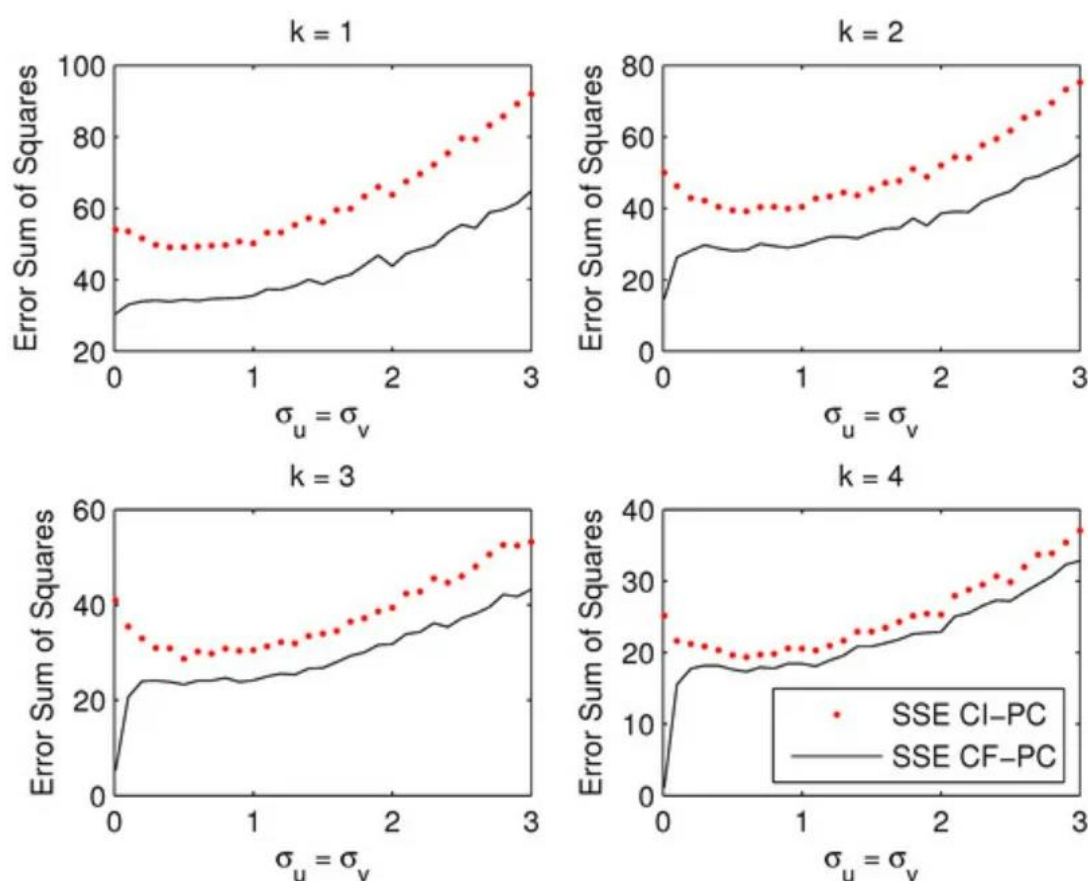 k = 1
Error Sum of Squares
100
80
60
40
20
0 1 2 3
σu = σv
k = 2
Error Sum of Squares
80
60
40
20
0
0 1 2 3
σu = σv
k = 3
Error Sum of Squares
60
40
20
0
0 1 2 3
σu = σv
k = 4
Error Sum of Squares
40
30
20
10
0
SSE CI-PC
SSE CF-PC
0 1 2 3
σu = σv